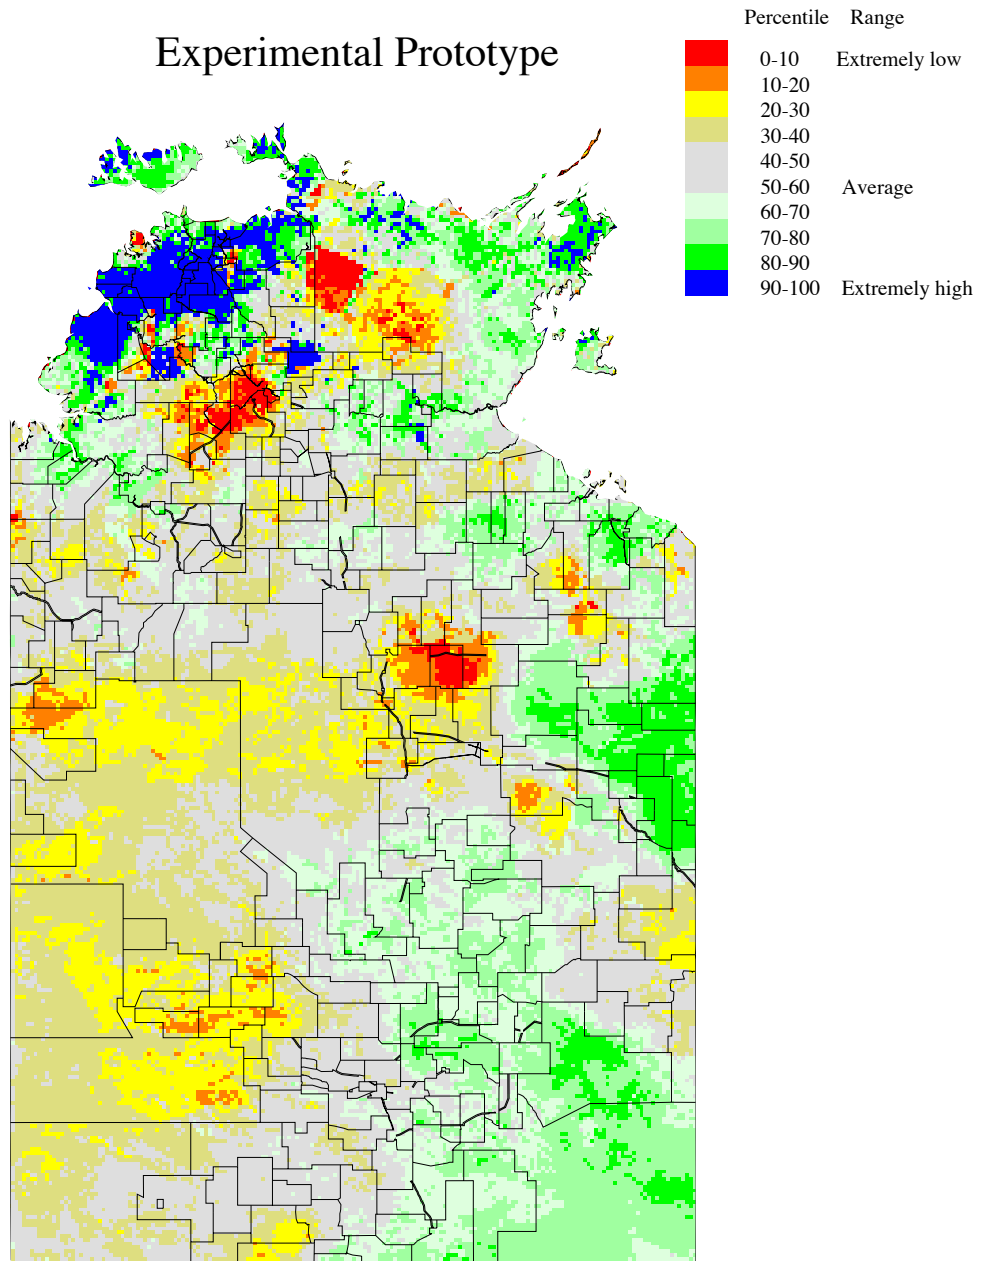 Percentile Range
Experimental Prototype
0-10 Extremely low
10-20
20-30
30-40
40-50
50-60 Average
60-70
70-80
80-90
90-100 Extremely high